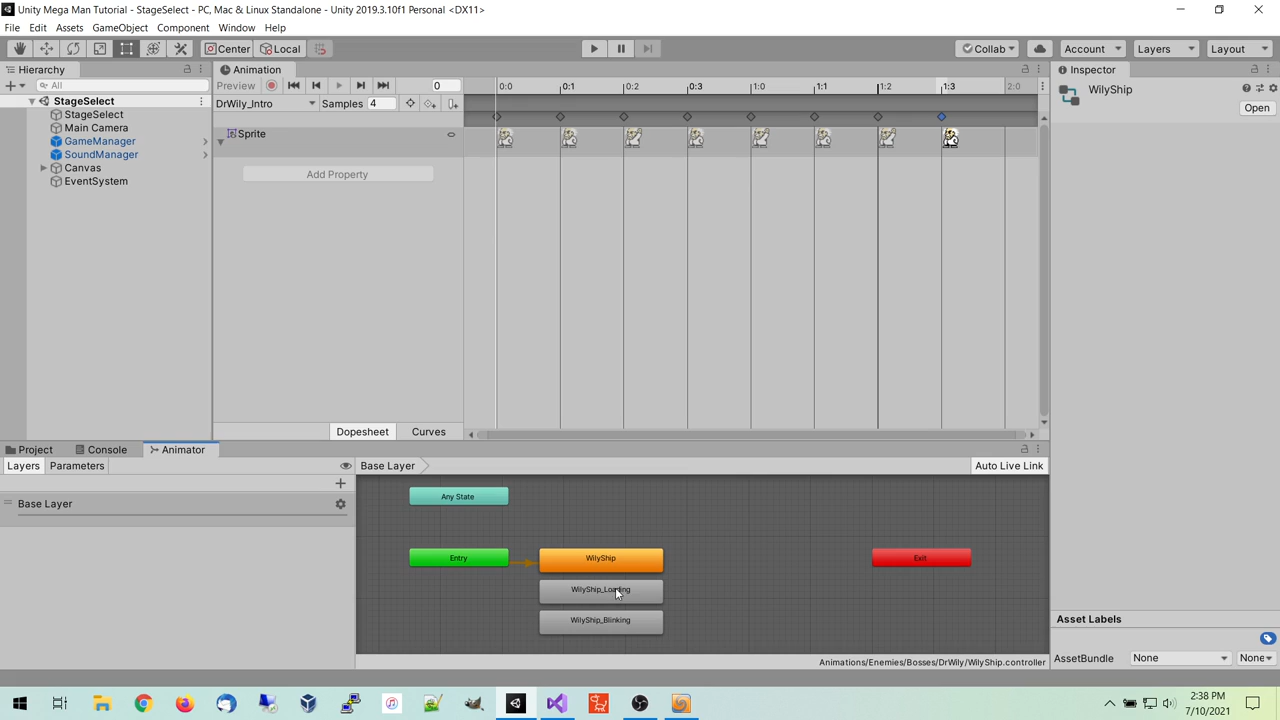 Unity Mega Man Tutorial - StageSelect - PC, Mac & Linux Standalone - Unity 2019.3.10f1 Personal <DX11>
File Edit Assets GameObject Component Window Help
Center Local Collab Account Layers Layout
Hierarchy Animation Inspector
All
Preview 0 0:0 0:1 0:2 0:3 1:0 1:1 1:2 1:3 2:0
WilyShip
Open
StageSelect
DrWily_Intro Samples 4
StageSelect
Main Camera
Sprite
GameManager
SoundManager
Canvas
Add Property
EventSystem
Dopesheet Curves
Project Console Animator
Layers Parameters Base Layer Auto Live Link
Any State
Base Layer
Entry WilyShip Exit
WilyShip_Loading
WilyShip_Blinking
Asset Labels
Animations/Enemies/Bosses/DrWily/WilyShip.controller
AssetBundle None None
2:38 PM
7/10/2021